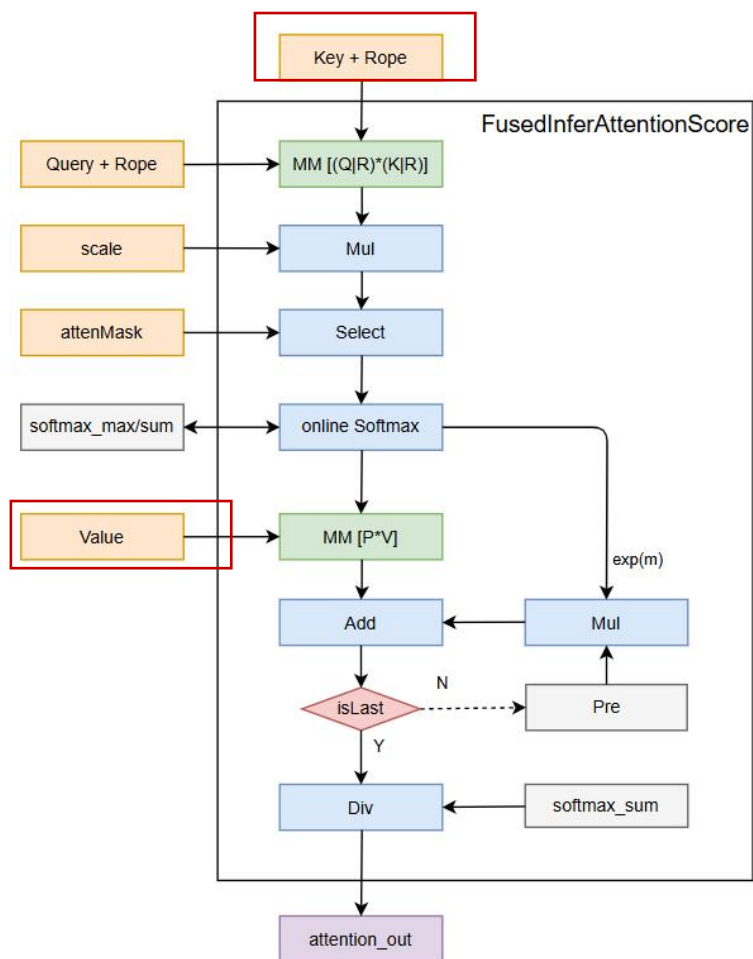 Key + Rope
FusedInferAttentionScore
Query + Rope
MM [(Q|R)*(K|R)]
scale
Mul
attenMask
Select
softmax_max/sum
online Softmax
Value
MM [P*V]
exp(m)
Add
Mul
isLast
N
Pre
Y
Div
softmax_sum
attention_out